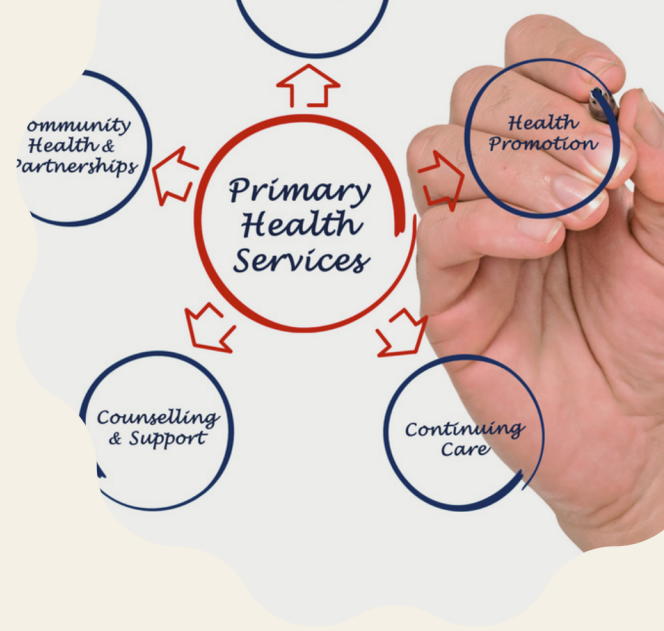 ommunity
Health &
Partnerships
Health
Promotion
Primary
Health
Services
Counselling
& Support
Continuing
Care